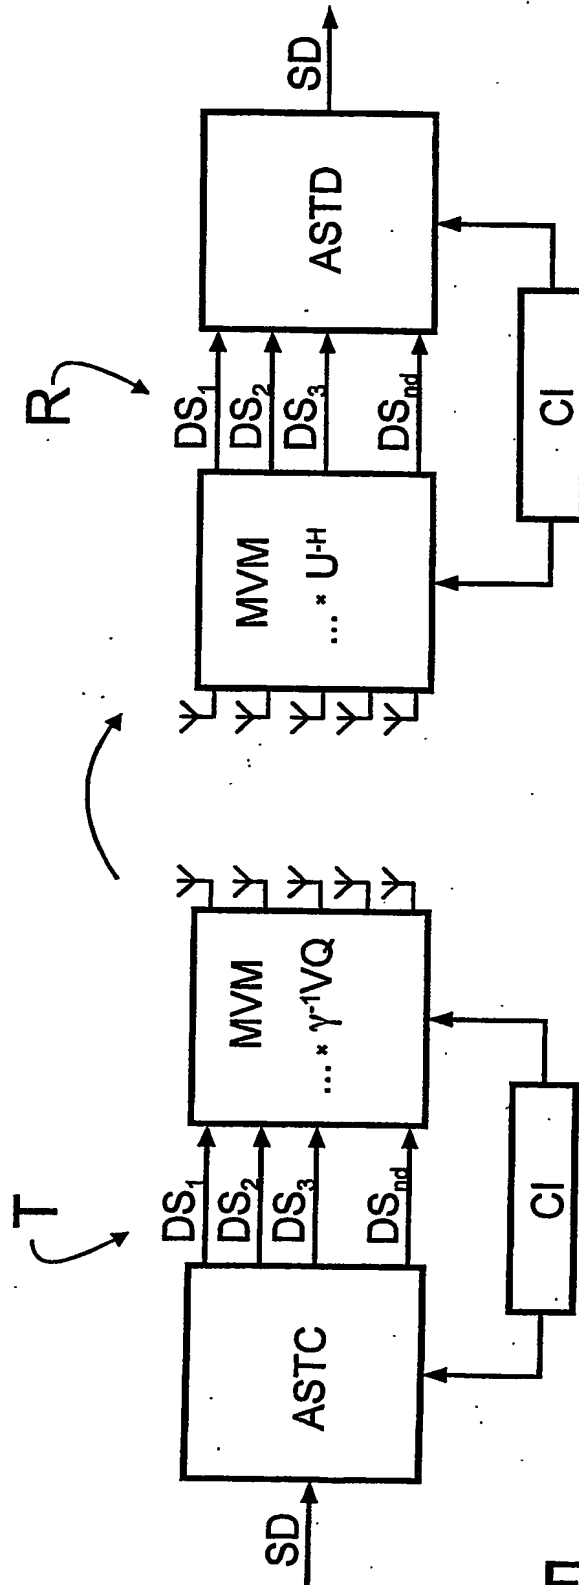 T
R
SD
ASTC
DS1
DS2
DS3
DSnd
MVM
... × γ-1VQ
CI
MVM
... × U-H
DS1
DS2
DS3
DSnd
ASTD
SD
CI